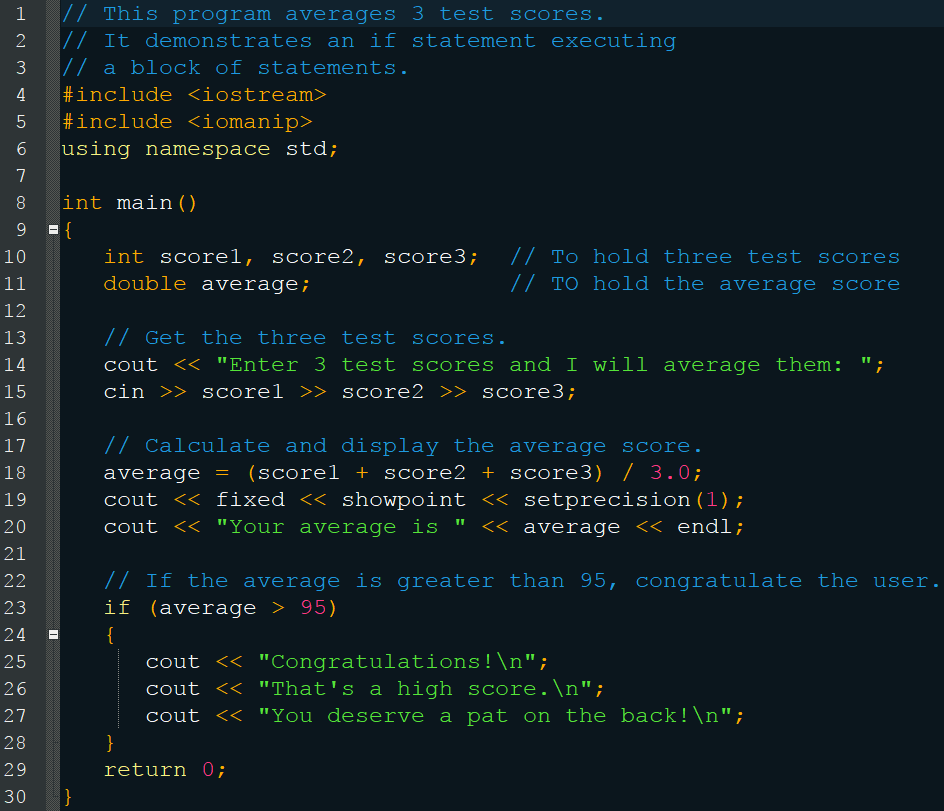 1 // This program averages 3 test scores.
2 // It demonstrates an if statement executing
3 // a block of statements.
4 #include <iostream>
5 #include <iomanip>
6 using namespace std;
7
8 int main()
9 {
10    int score1, score2, score3;  // To hold three test scores
11    double average;              // TO hold the average score
12
13    // Get the three test scores.
14    cout << "Enter 3 test scores and I will average them: ";
15    cin >> score1 >> score2 >> score3;
16
17    // Calculate and display the average score.
18    average = (score1 + score2 + score3) / 3.0;
19    cout << fixed << showpoint << setprecision(1);
20    cout << "Your average is " << average << endl;
21
22    // If the average is greater than 95, congratulate the user.
23    if (average > 95)
24    {
25       cout << "Congratulations!\n";
26       cout << "That's a high score.\n";
27       cout << "You deserve a pat on the back!\n";
28    }
29    return 0;
30 }